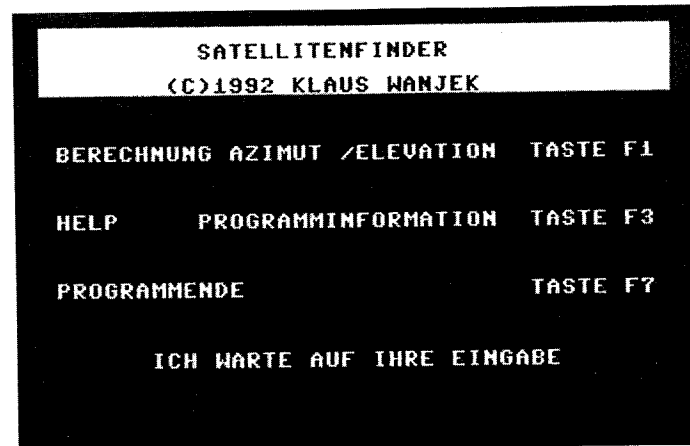 SATELLITENFINDER
(C)1992 KLAUS WANJEK
BERECHNUNG AZIMUT /ELEVATION TASTE F1
HELP PROGRAMMINFORMATION TASTE F3
PROGRAMMENDE TASTE F7
ICH WARTE AUF IHRE EINGABE